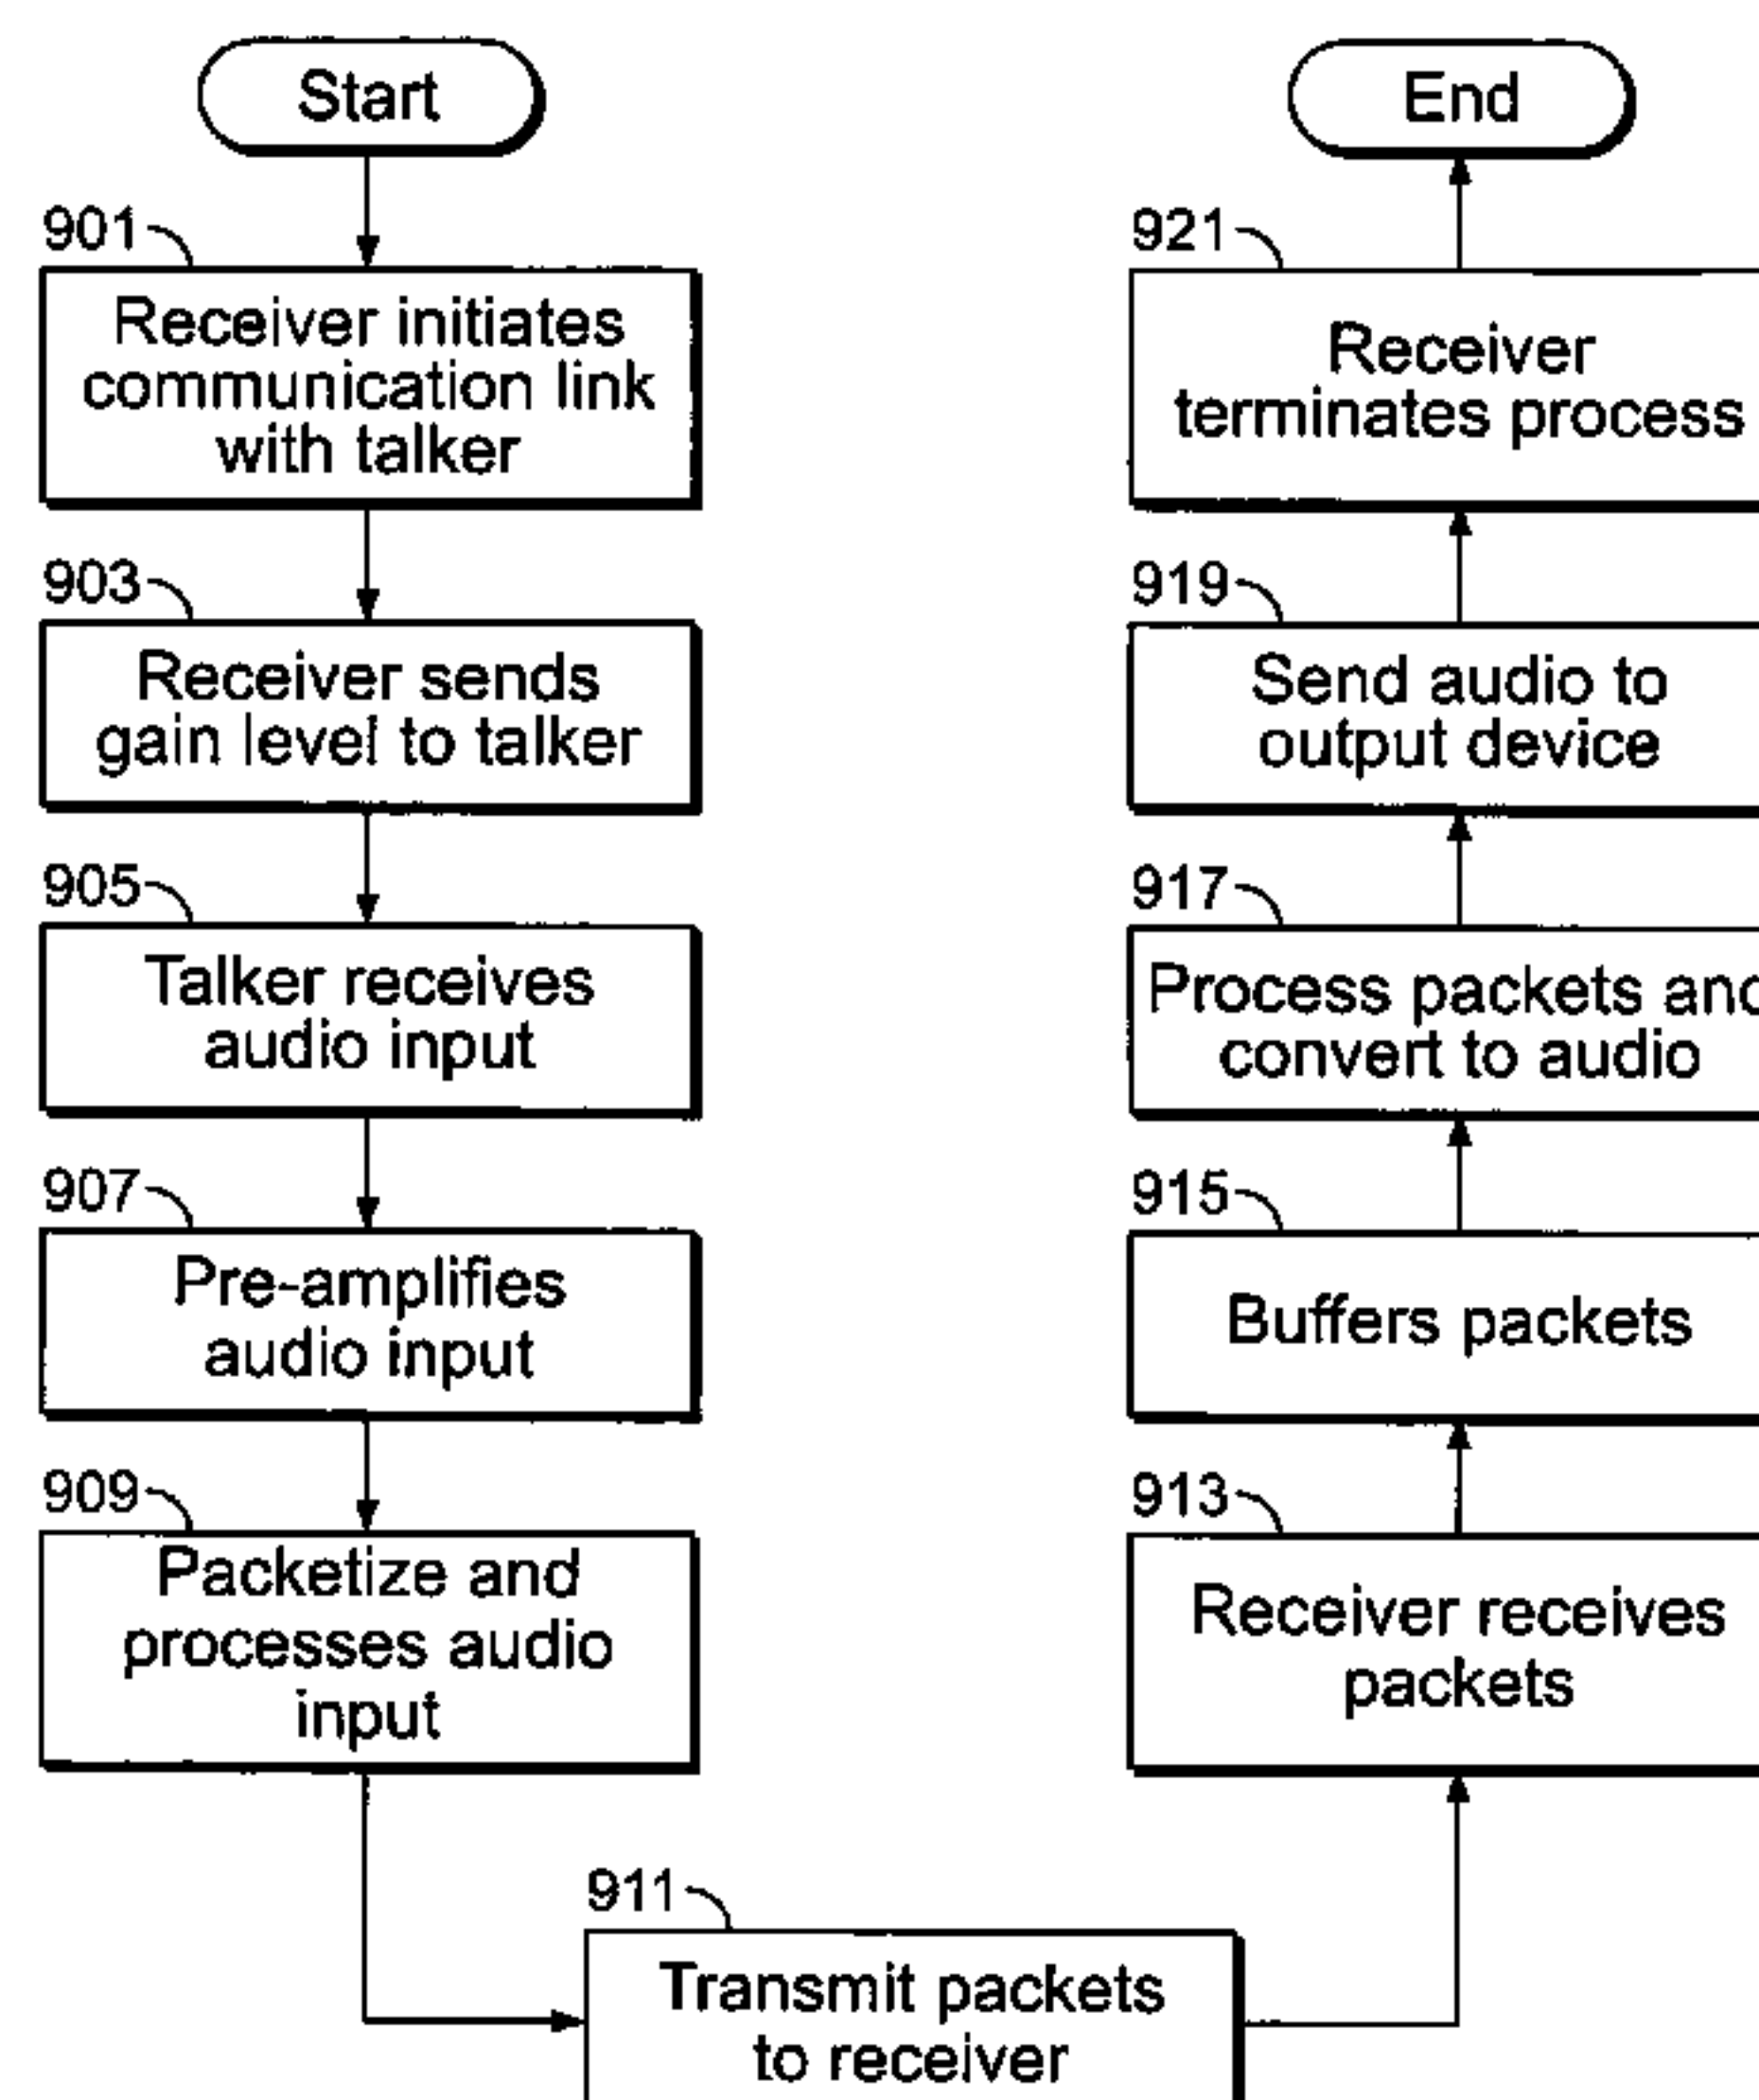 Start
901
Receiver initiates
communication link
with talker
903
Receiver sends
gain level to talker
905
Talker receives
audio input
907
Pre-amplifies
audio input
909
Packetize and
processes audio
input
911
Transmit packets
to receiver
913
Receiver receives
packets
915
Buffers packets
917
Process packets and
convert to audio
919
Send audio to
output device
921
Receiver
terminates process
End